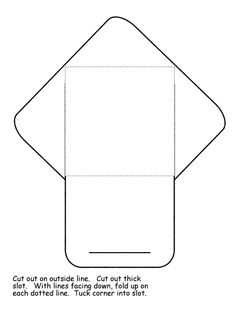 Cut out on outside line. Cut out thick
slot. With lines facing down, fold up on
each dotted line. Tuck corner into slot.